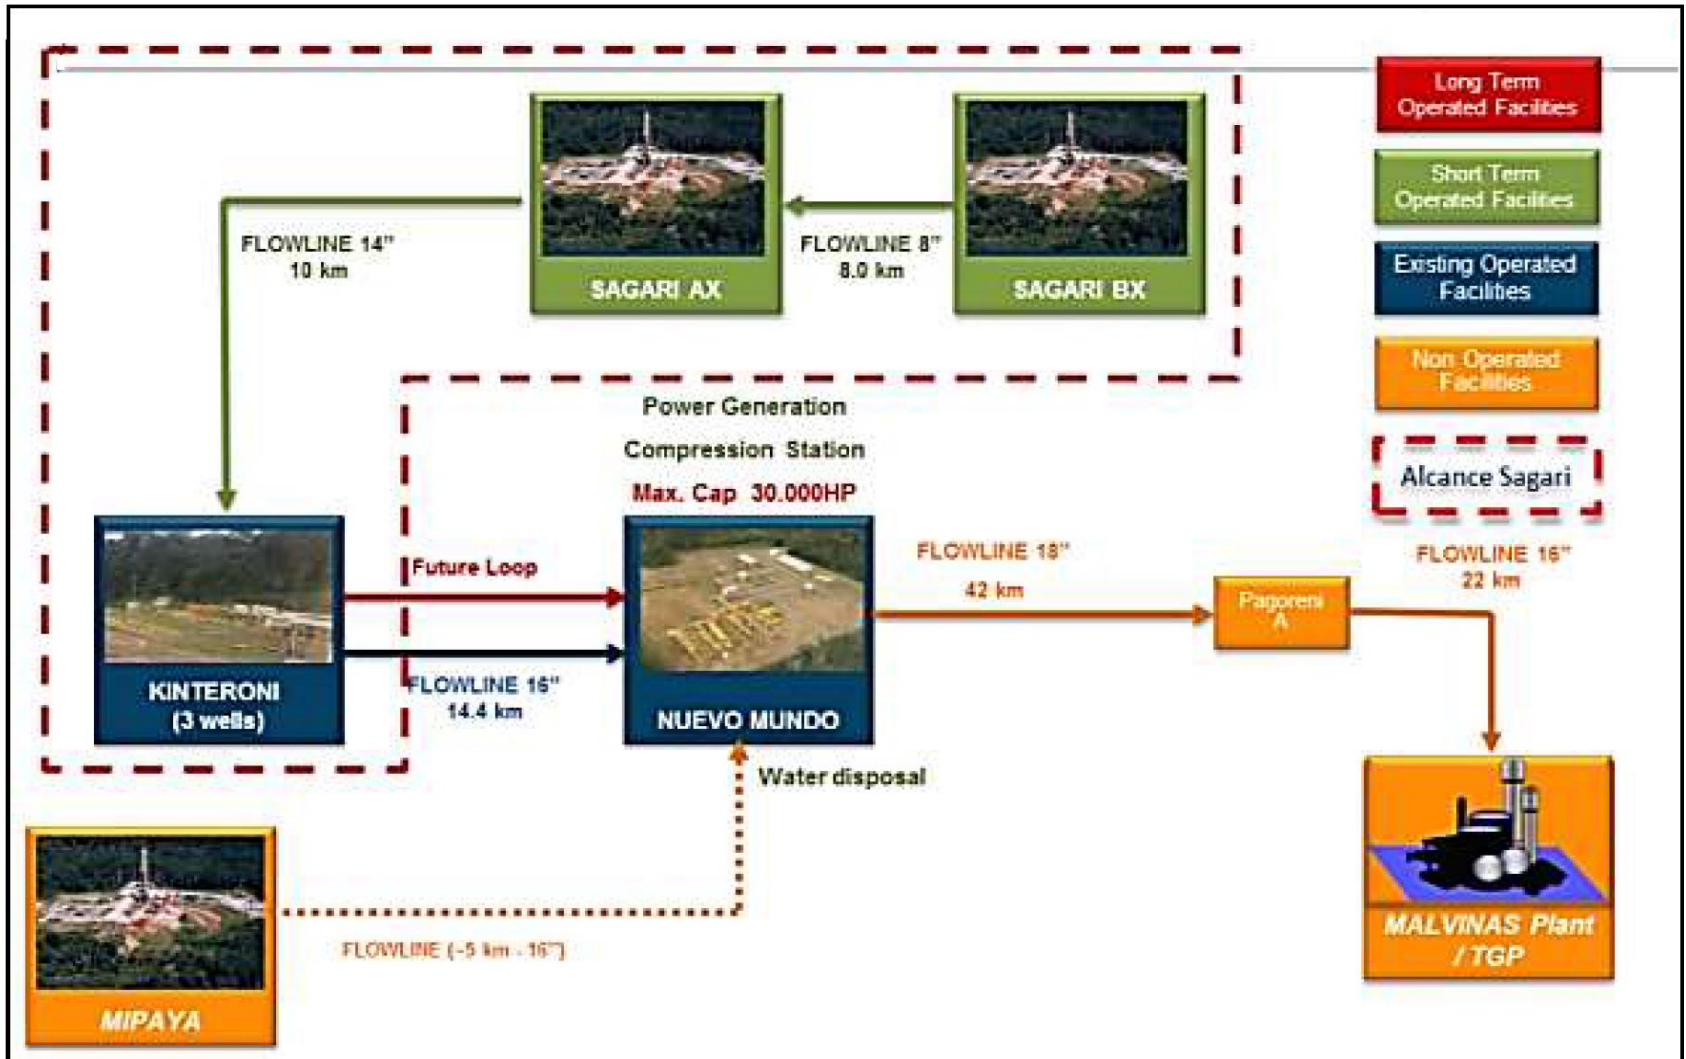 Long Term
Operated Facilities
Short Term
Operated Facilities
Existing Operated
Facilities
Non Operated
Facilities
Alcance Sagari
FLOWLINE 14”
10 km
SAGARI AX
FLOWLINE 8”
8.0 km
SAGARI BX
Power Generation
Compression Station
Max. Cap 30.000HP
KINTERONI
(3 wells)
Future Loop
FLOWLINE 16”
14.4 km
NUEVO MUNDO
FLOWLINE 18”
42 km
Pagoreni
A
FLOWLINE 16”
22 km
Water disposal
MIPAYA
FLOWLINE (~5 km - 16”)
MALVINAS Plant
/ TGP